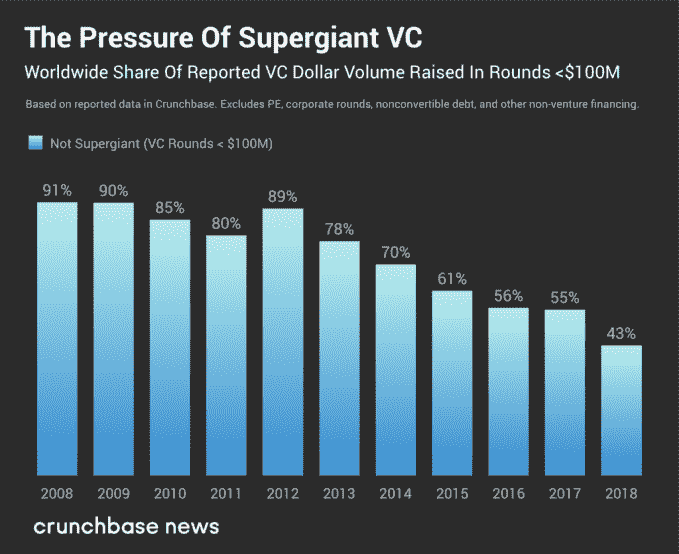 The Pressure Of Supergiant VC
Worldwide Share Of Reported VC Dollar Volume Raised In Rounds <$100M
Based on reported data in Crunchbase. Excludes PE, corporate rounds, nonconvertible debt, and other non-venture financing.
Not Supergiant (VC Rounds < $100M)
91% 90% 85% 80% 89% 78% 70% 61% 56% 55% 43%
2008 2009 2010 2011 2012 2013 2014 2015 2016 2017 2018
crunchbase news